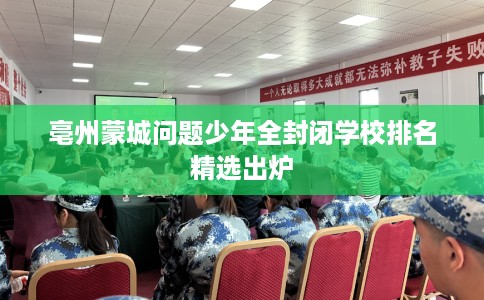 一个人无论取得多大成就都无法弥补教子失败
亳州蒙城问题少年全封闭学校排名
精选出炉